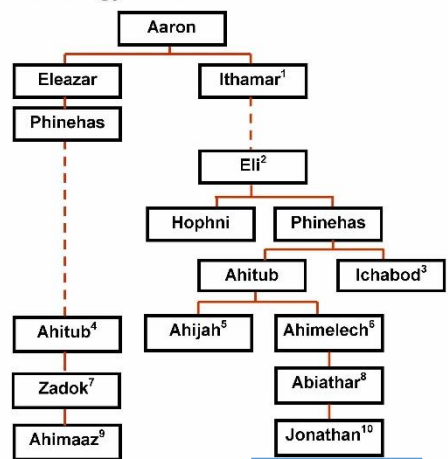 Aaron
Eleazar
Ithamar¹
Phinehas
Eli²
Hophni
Phinehas
Ahitub
Ichabod³
Ahitub⁴
Ahijah⁵
Ahimelech⁶
Zadok⁷
Abiathar⁸
Ahimaaz⁹
Jonathan¹⁰